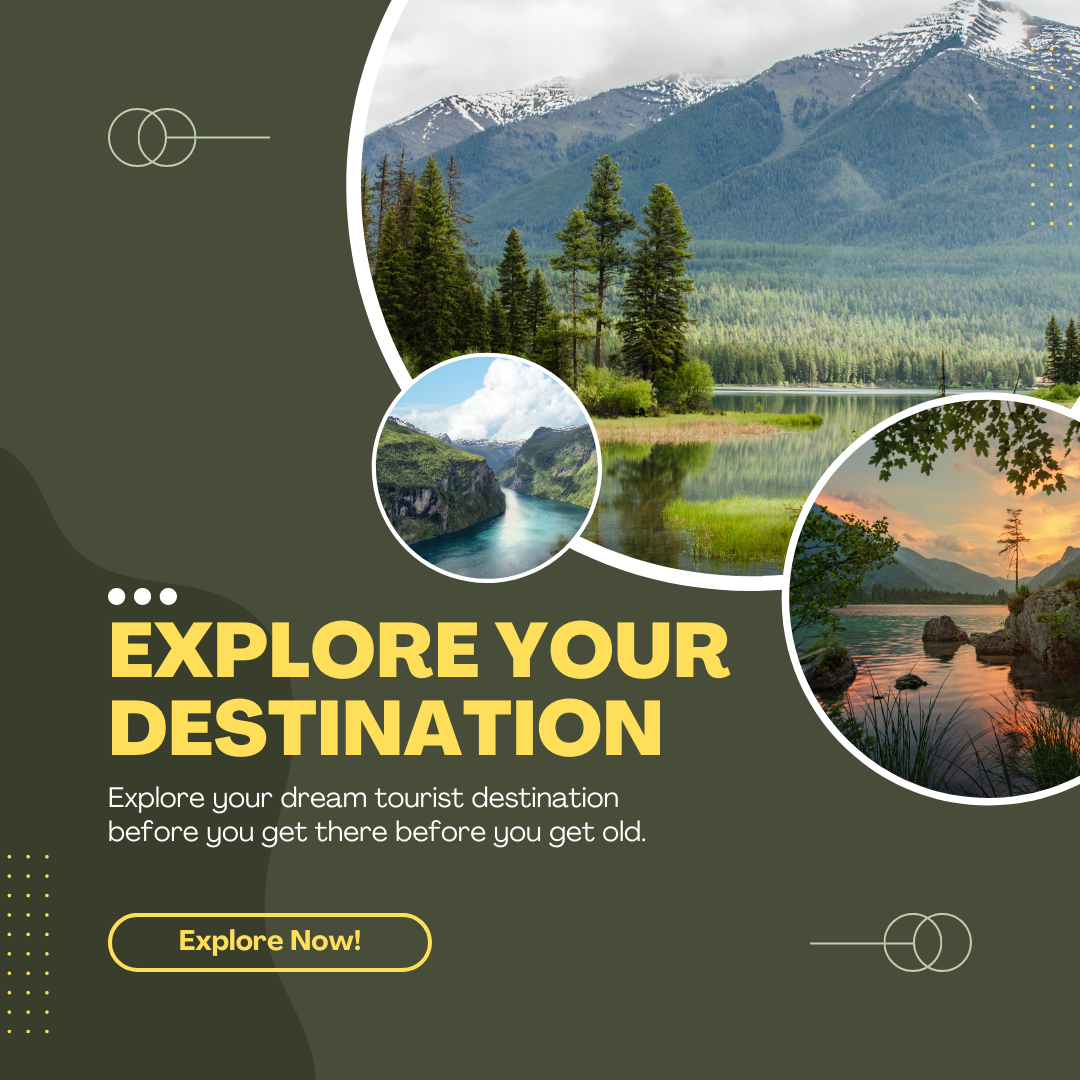 EXPLORE YOUR
DESTINATION
Explore your dream tourist destination
before you get there before you get old.
Explore Now!